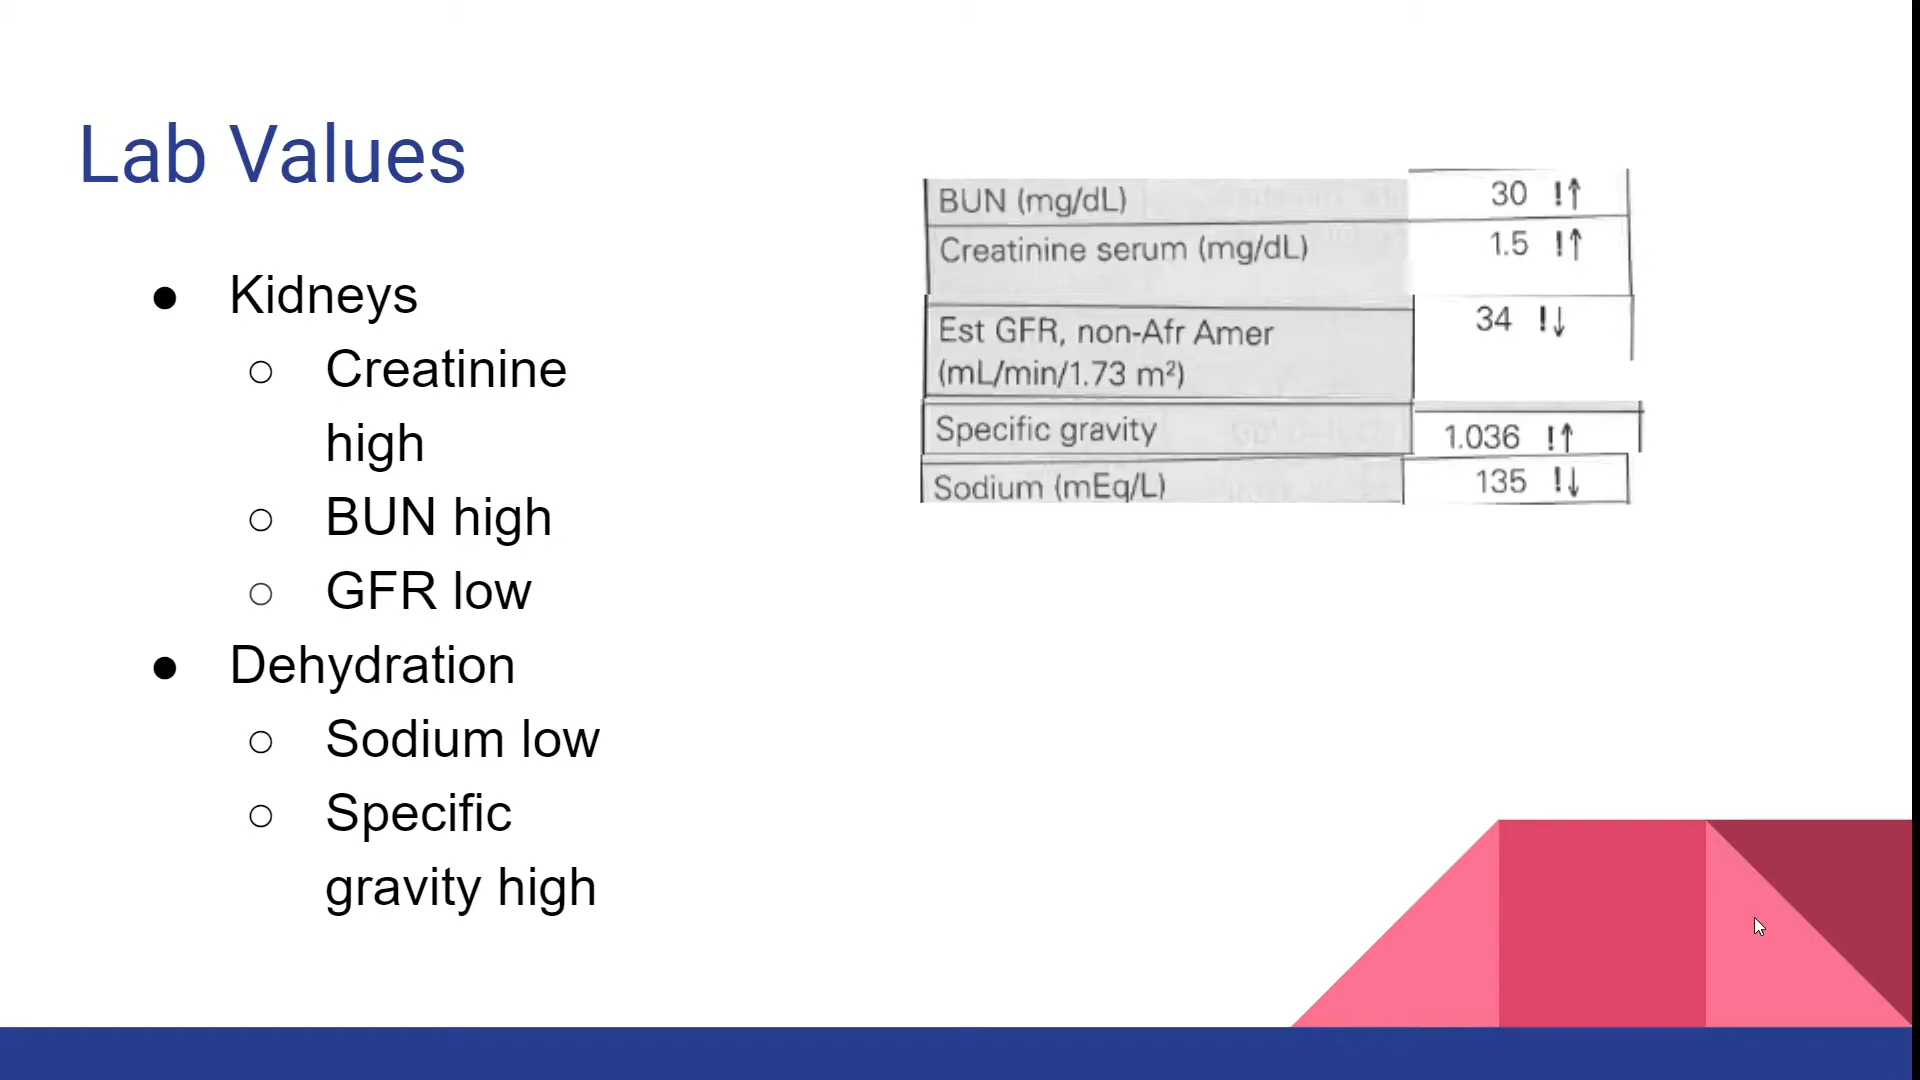 Lab Values
● Kidneys
○ Creatinine
high
○ BUN high
○ GFR low
● Dehydration
○ Sodium low
○ Specific
gravity high
BUN (mg/dL) 30 !↑
Creatinine serum (mg/dL) 1.5 !↑
Est GFR, non-Afr Amer 34 !↓
(mL/min/1.73 m²)
Specific gravity 1.036 !↑
Sodium (mEq/L) 135 !↓